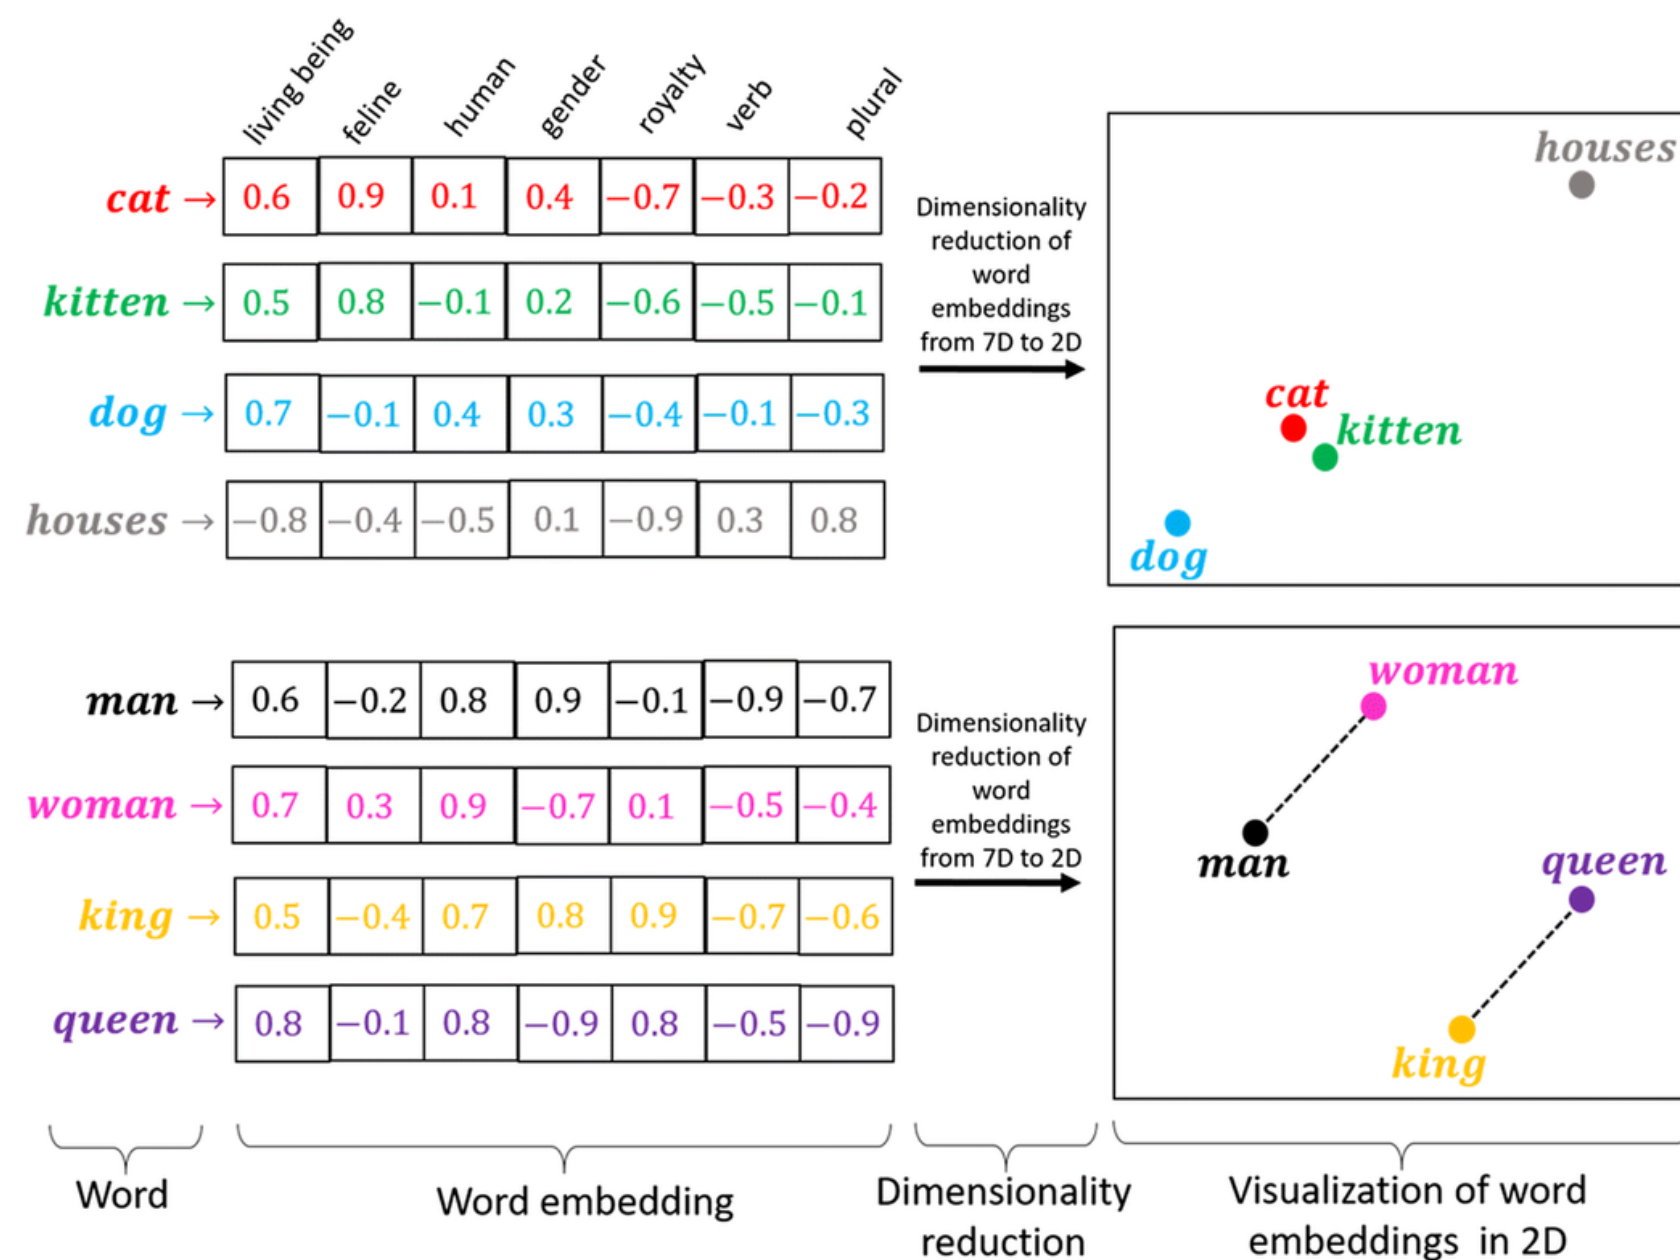 living being feline human gender royalty verb plural
cat → 0.6 0.9 0.1 0.4 −0.7 −0.3 −0.2
kitten → 0.5 0.8 −0.1 0.2 −0.6 −0.5 −0.1
dog → 0.7 −0.1 0.4 0.3 −0.4 −0.1 −0.3
houses → −0.8 −0.4 −0.5 0.1 −0.9 0.3 0.8
Dimensionality
reduction of
word
embeddings
from 7D to 2D
houses
cat
kitten
dog
man → 0.6 −0.2 0.8 0.9 −0.1 −0.9 −0.7
woman → 0.7 0.3 0.9 −0.7 0.1 −0.5 −0.4
king → 0.5 −0.4 0.7 0.8 0.9 −0.7 −0.6
queen → 0.8 −0.1 0.8 −0.9 0.8 −0.5 −0.9
Dimensionality
reduction of
word
embeddings
from 7D to 2D
woman
man
queen
king
Word
Word embedding
Dimensionality
reduction
Visualization of word
embeddings in 2D